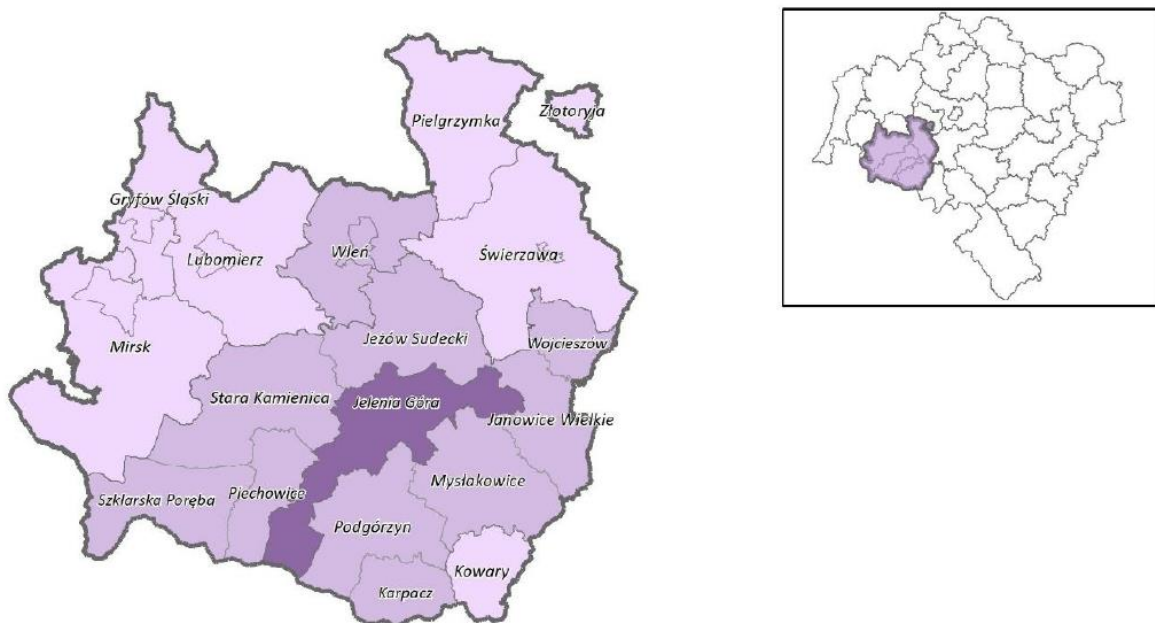 Złotoryja
Pielgrzymka
Gryfów Śląski
Lubomierz
Wleń
Świerzawa
Mirsk
Jeżów Sudecki
Wojcieszów
Stara Kamienica
Jelenia Góra
Janowice Wielkie
Szklarska Poręba
Piechowice
Mysłakowice
Podgórzyn
Kowary
Karpacz